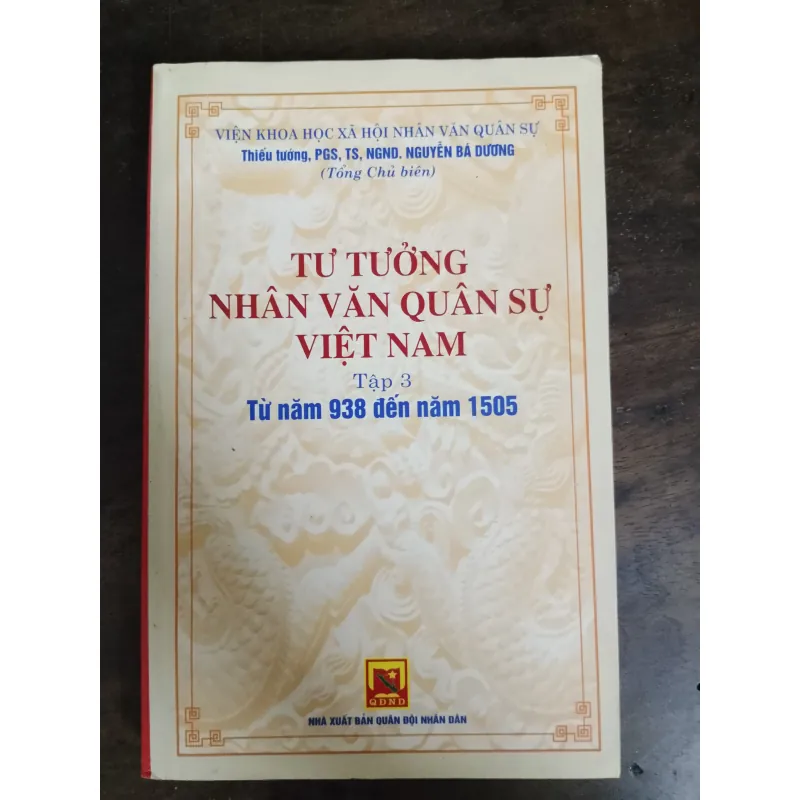 VIỆN KHOA HỌC XÃ HỘI NHÂN VĂN QUÂN SỰ
Thiếu tướng, PGS, TS, NGND. NGUYỄN BÁ DƯƠNG
(Tổng Chủ biên)
TƯ TƯỞNG
NHÂN VĂN QUÂN SỰ
VIỆT NAM
Tập 3
Từ năm 938 đến năm 1505
QĐND
NHÀ XUẤT BẢN QUÂN ĐỘI NHÂN DÂN